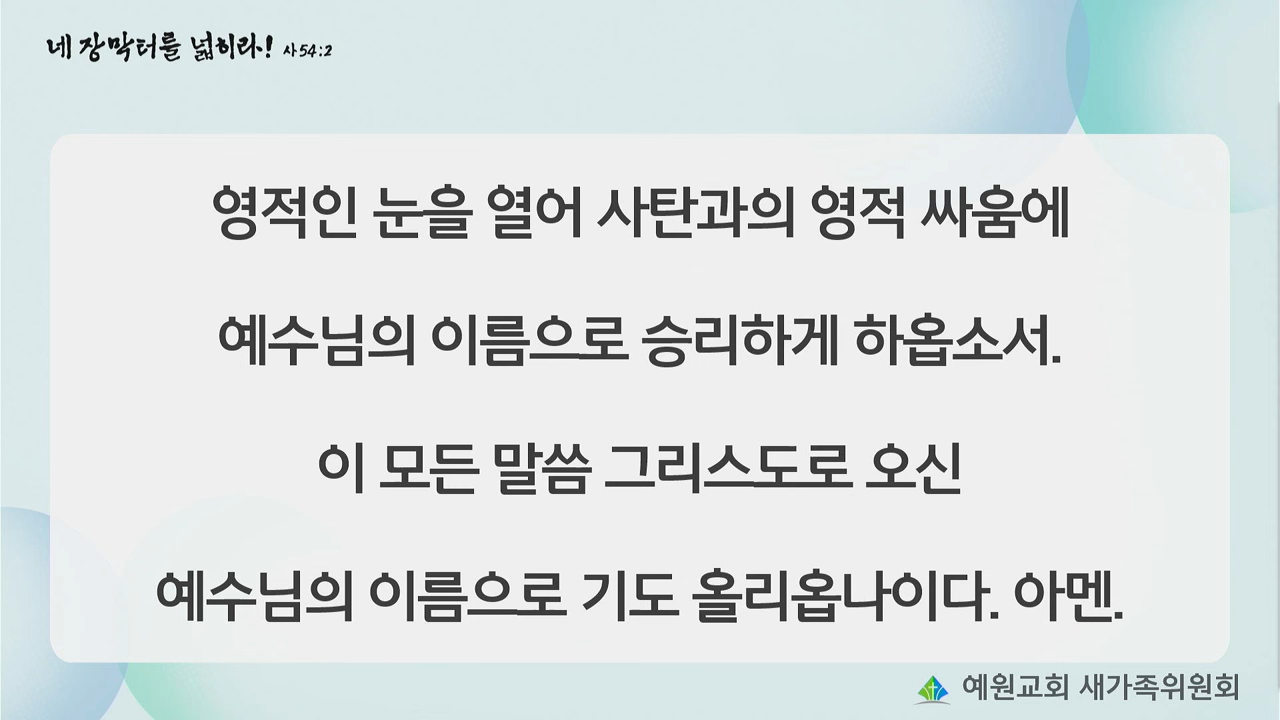 네 장막터를 넓히라! 사54:2
영적인 눈을 열어 사탄과의 영적 싸움에
예수님의 이름으로 승리하게 하옵소서.
이 모든 말씀 그리스도로 오신
예수님의 이름으로 기도 올리옵나이다. 아멘.
예원교회 새가족위원회